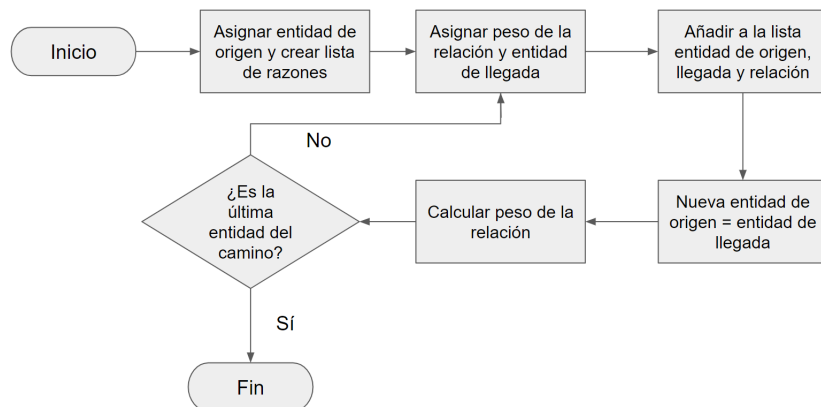 Inicio
Asignar entidad de
origen y crear lista
de razones
Asignar peso de la
relación y entidad
de llegada
Añadir a la lista
entidad de origen,
llegada y relación
Nueva entidad de
origen = entidad de
llegada
Calcular peso de la
relación
¿Es la
última
entidad del
camino?
No
Sí
Fin